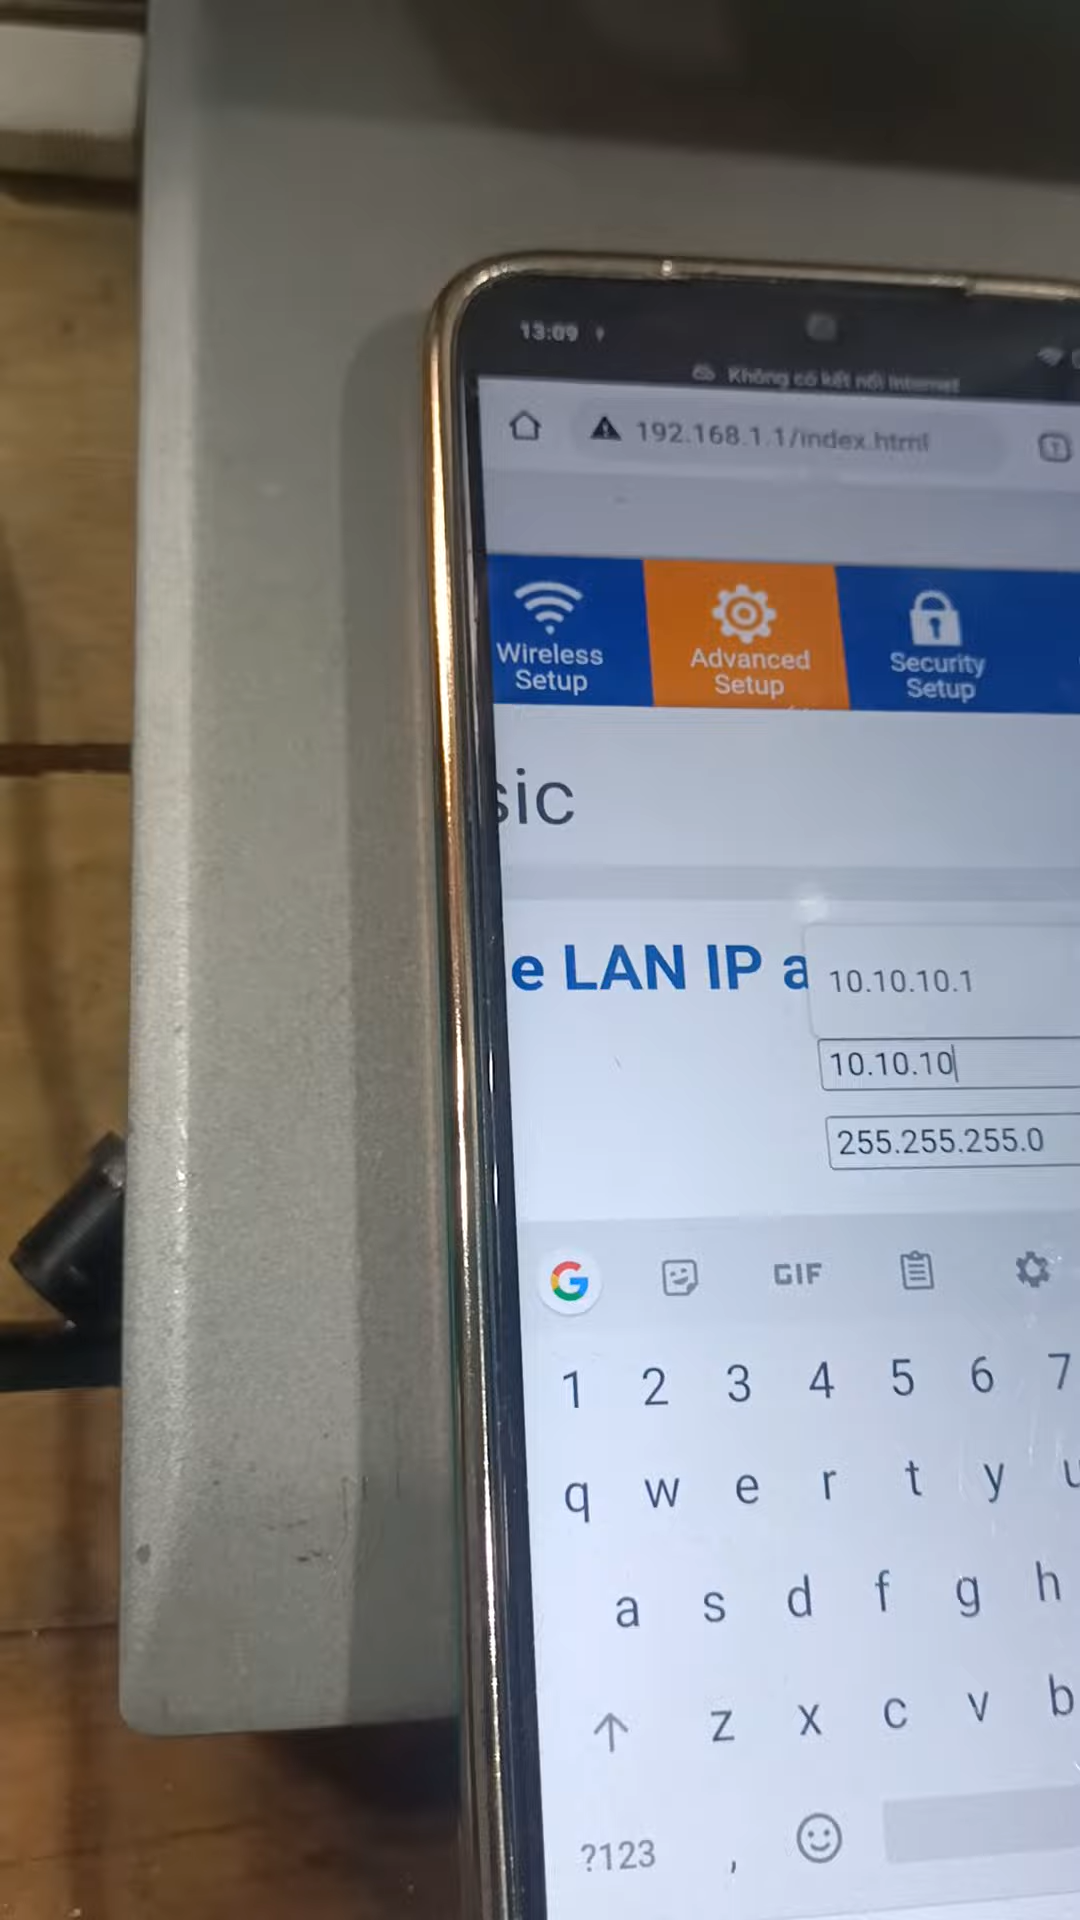 13:09
Không có kết nối Internet
192.168.1.1/index.html
Wireless Setup
Advanced Setup
Security Setup
sic
e LAN IP a
10.10.10.1
10.10.10
255.255.255.0
G GIF
1 2 3 4 5 6 7
q w e r t y u
a s d f g h
z x c v b
?123 ,